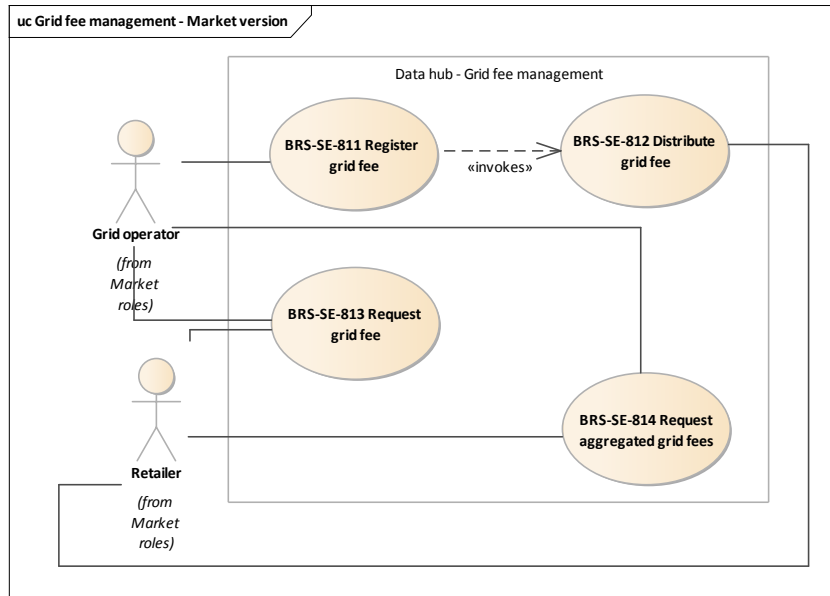 uc Grid fee management - Market version
Data hub - Grid fee management
BRS-SE-811 Register
grid fee
«invokes»
BRS-SE-812 Distribute
grid fee
Grid operator
(from
Market
roles)
BRS-SE-813 Request
grid fee
BRS-SE-814 Request
aggregated grid fees
Retailer
(from
Market
roles)